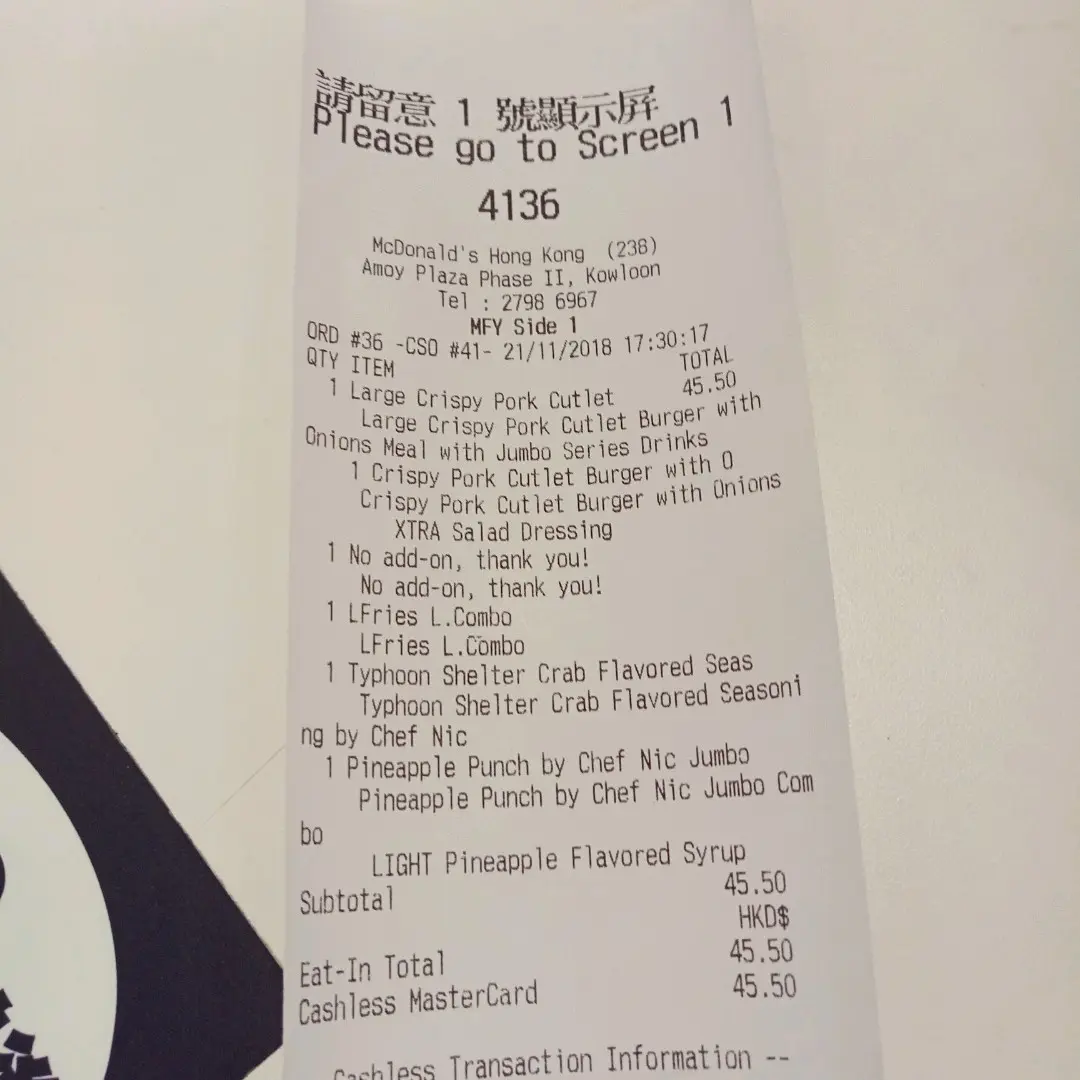 請留意 1 號顯示屏
Please go to Screen 1
4136
McDonald's Hong Kong (238)
Amoy Plaza Phase II, Kowloon
Tel : 2798 6967
MFY Side 1
ORD #36 -CSO #41- 21/11/2018 17:30:17
QTY ITEM TOTAL
1 Large Crispy Pork Cutlet 45.50
Large Crispy Pork Cutlet Burger with
Onions Meal with Jumbo Series Drinks
1 Crispy Pork Cutlet Burger with O
Crispy Pork Cutlet Burger with Onions
XTRA Salad Dressing
1 No add-on, thank you!
No add-on, thank you!
1 LFries L.Combo
LFries L.Combo
1 Typhoon Shelter Crab Flavored Seas
Typhoon Shelter Crab Flavored Seasoni
ng by Chef Nic
1 Pineapple Punch by Chef Nic Jumbo
Pineapple Punch by Chef Nic Jumbo Com
bo
LIGHT Pineapple Flavored Syrup
Subtotal 45.50
HKD$
Eat-In Total 45.50
Cashless MasterCard 45.50
Cashless Transaction Information --